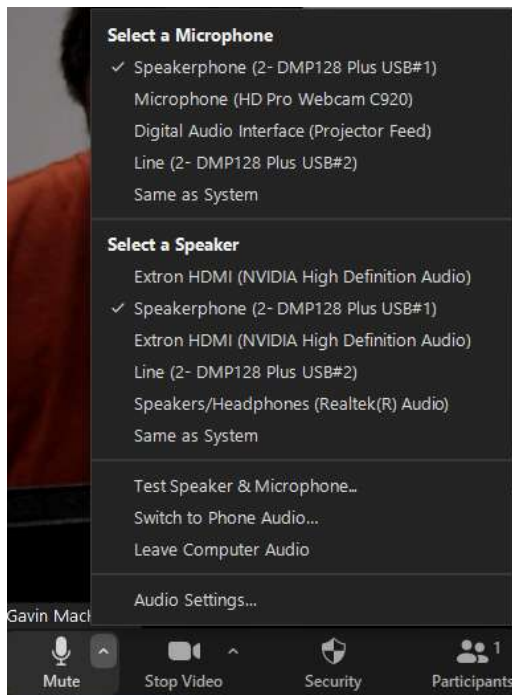 Select a Microphone
✓ Speakerphone (2- DMP128 Plus USB#1)
Microphone (HD Pro Webcam C920)
Digital Audio Interface (Projector Feed)
Line (2- DMP128 Plus USB#2)
Same as System
Select a Speaker
Extron HDMI (NVIDIA High Definition Audio)
✓ Speakerphone (2- DMP128 Plus USB#1)
Extron HDMI (NVIDIA High Definition Audio)
Line (2- DMP128 Plus USB#2)
Speakers/Headphones (Realtek(R) Audio)
Same as System
Test Speaker & Microphone...
Switch to Phone Audio...
Leave Computer Audio
Audio Settings...
Gavin
1
Mute Stop Video Security Participants